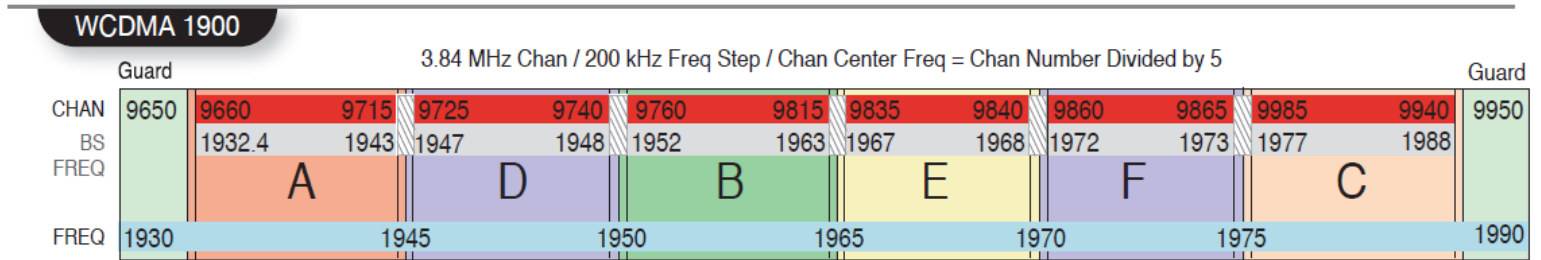 WCDMA 1900
3.84 MHz Chan / 200 kHz Freq Step / Chan Center Freq = Chan Number Divided by 5
Guard Guard
CHAN 9650 9660 9715 9725 9740 9760 9815 9835 9840 9860 9865 9985 9940 9950
BS 1932.4 1943 1947 1948 1952 1963 1967 1968 1972 1973 1977 1988
FREQ
A D B E F C
FREQ 1930 1945 1950 1965 1970 1975 1990